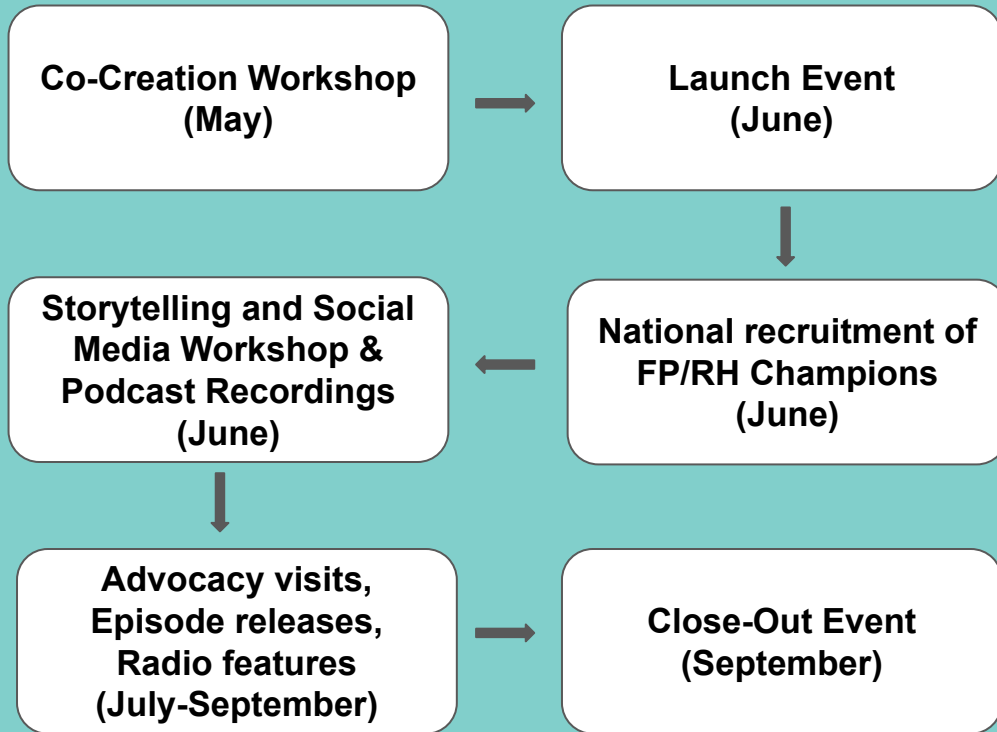 Co-Creation Workshop
(May)
Launch Event
(June)
National recruitment of
FP/RH Champions
(June)
Storytelling and Social
Media Workshop &
Podcast Recordings
(June)
Advocacy visits,
Episode releases,
Radio features
(July-September)
Close-Out Event
(September)